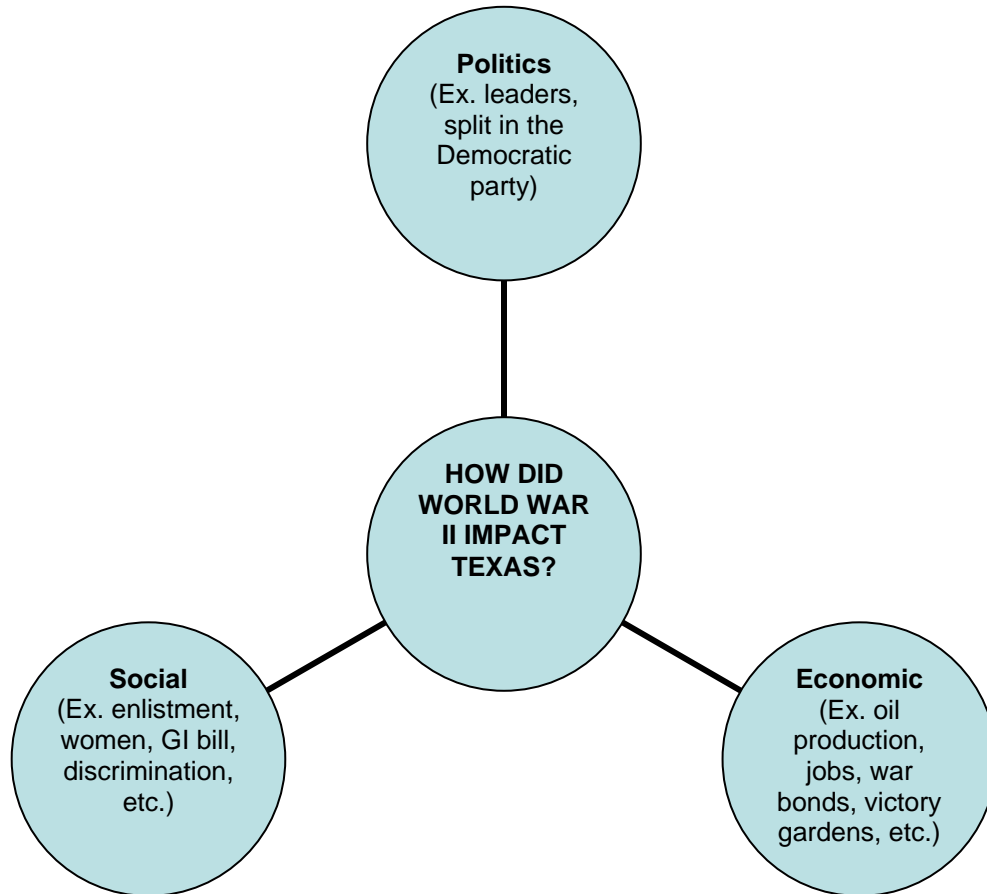 Politics
(Ex. leaders,
split in the
Democratic
party)
HOW DID
WORLD WAR
II IMPACT
TEXAS?
Social
(Ex. enlistment,
women, GI bill,
discrimination,
etc.)
Economic
(Ex. oil
production,
jobs, war
bonds, victory
gardens, etc.)